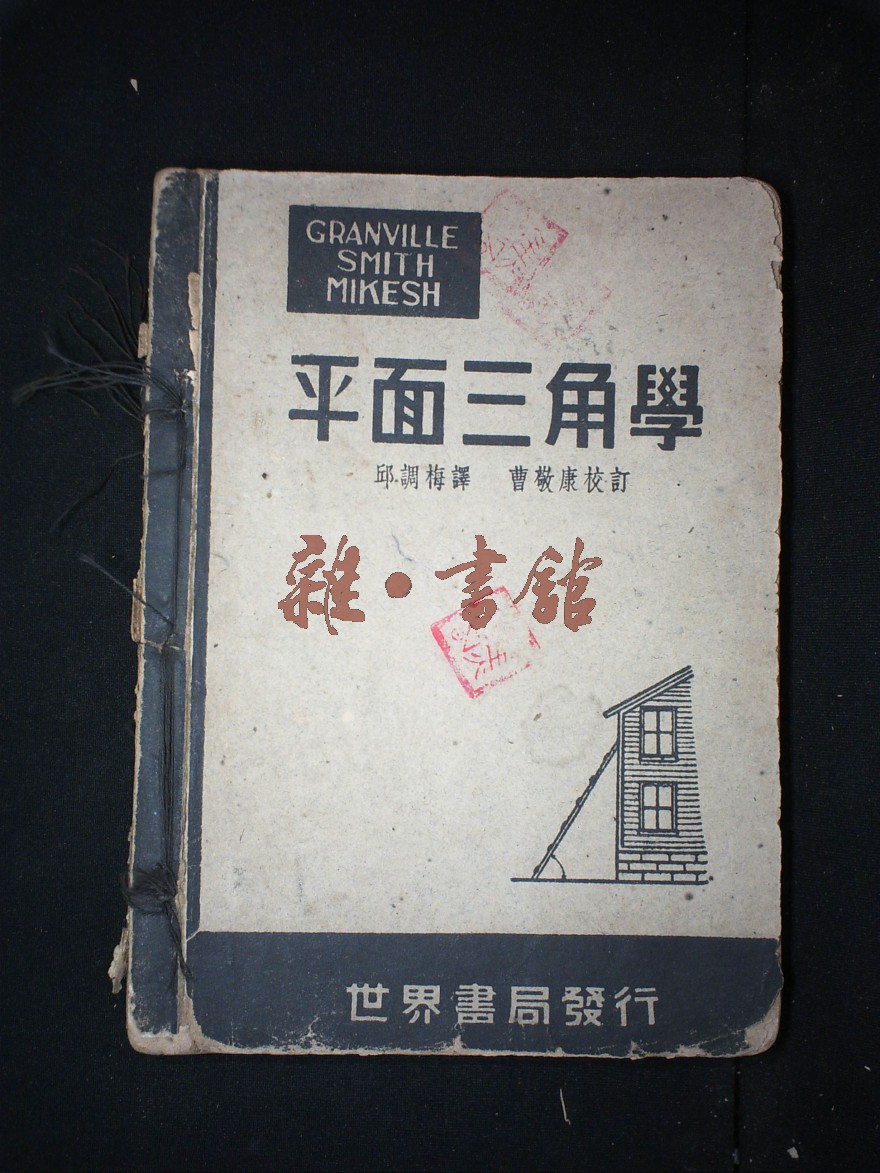 GRANVILLE
SMITH
MIKESH
平面三角學
邱調梅譯 曹敬康校訂
雜·書館
世界書局發行